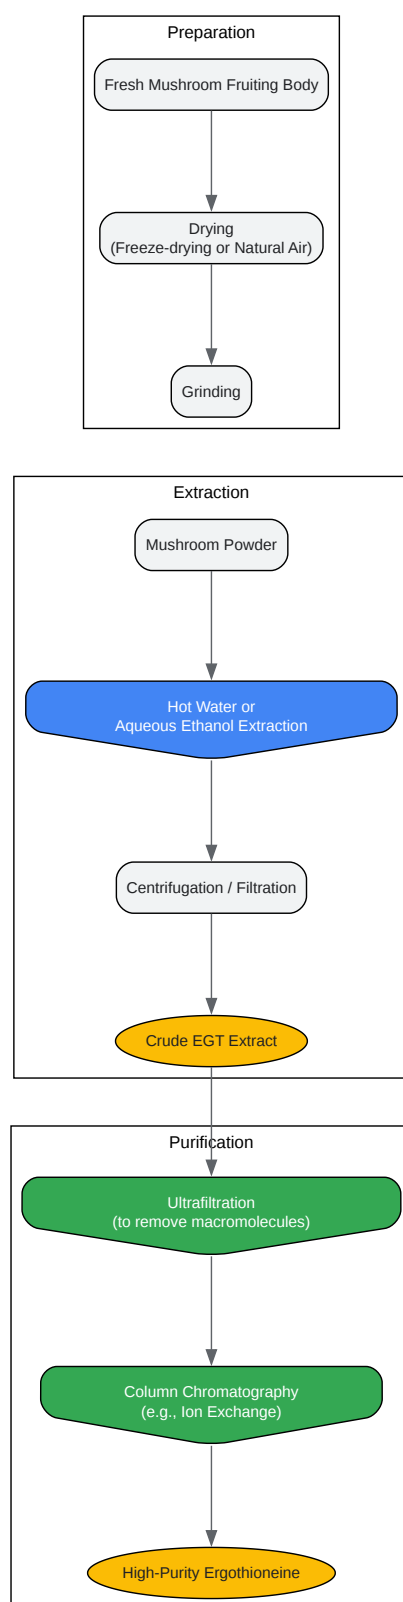 Preparation
Fresh Mushroom Fruiting Body
Drying
(Freeze-drying or Natural Air)
Grinding
Extraction
Mushroom Powder
Hot Water or
Aqueous Ethanol Extraction
Centrifugation / Filtration
Crude EGT Extract
Purification
Ultrafiltration
(to remove macromolecules)
Column Chromatography
(e.g., Ion Exchange)
High-Purity Ergothioneine